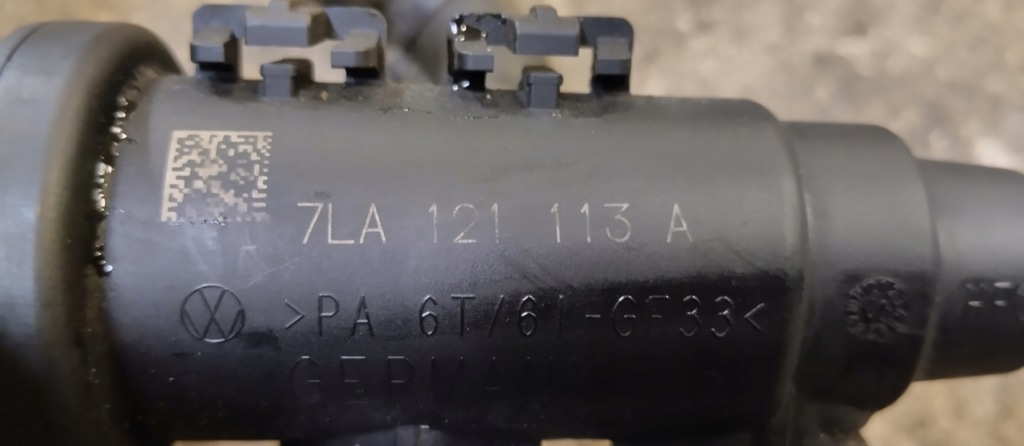 7LA 121 113 A
>PA 6T/6I-GF33<
GERMANY